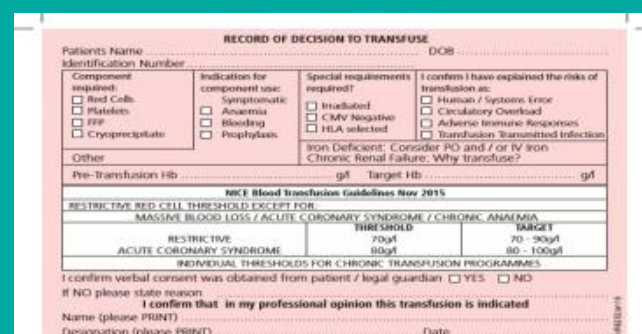 RECORD OF DECISION TO TRANSFUSE
Patients Name DOB
Identification Number
Component required:
Red Cells
Platelets
FFP
Cryoprecipitate
Indication for component use:
Symptomatic
Anaemia
Bleeding
Prophylaxis
Special requirements required?
Irradiated
CMV Negative
HLA selected
I confirm I have explained the risks of transfusion as:
Human / Systems Error
Circulatory Overload
Adverse Immune Responses
Transfusion Transmitted Infection
Other
Iron Deficient: Consider PO and / or IV Iron
Chronic Renal Failure: Why transfuse?
Pre-Transfusion Hb g/l Target Hb g/l
NICE Blood Transfusion Guidelines Nov 2015
RESTRICTIVE RED CELL THRESHOLD EXCEPT FOR:
MASSIVE BLOOD LOSS / ACUTE CORONARY SYNDROME / CHRONIC ANAEMIA
THRESHOLD TARGET
RESTRICTIVE 70g/l 70 - 90g/l
ACUTE CORONARY SYNDROME 80g/l 80 - 100g/l
INDIVIDUAL THRESHOLDS FOR CHRONIC TRANSFUSION PROGRAMMES
I confirm verbal consent was obtained from patient / legal guardian YES NO
If NO please state reason
I confirm that in my professional opinion this transfusion is indicated
Name (please PRINT)
Designation (please PRINT) Date